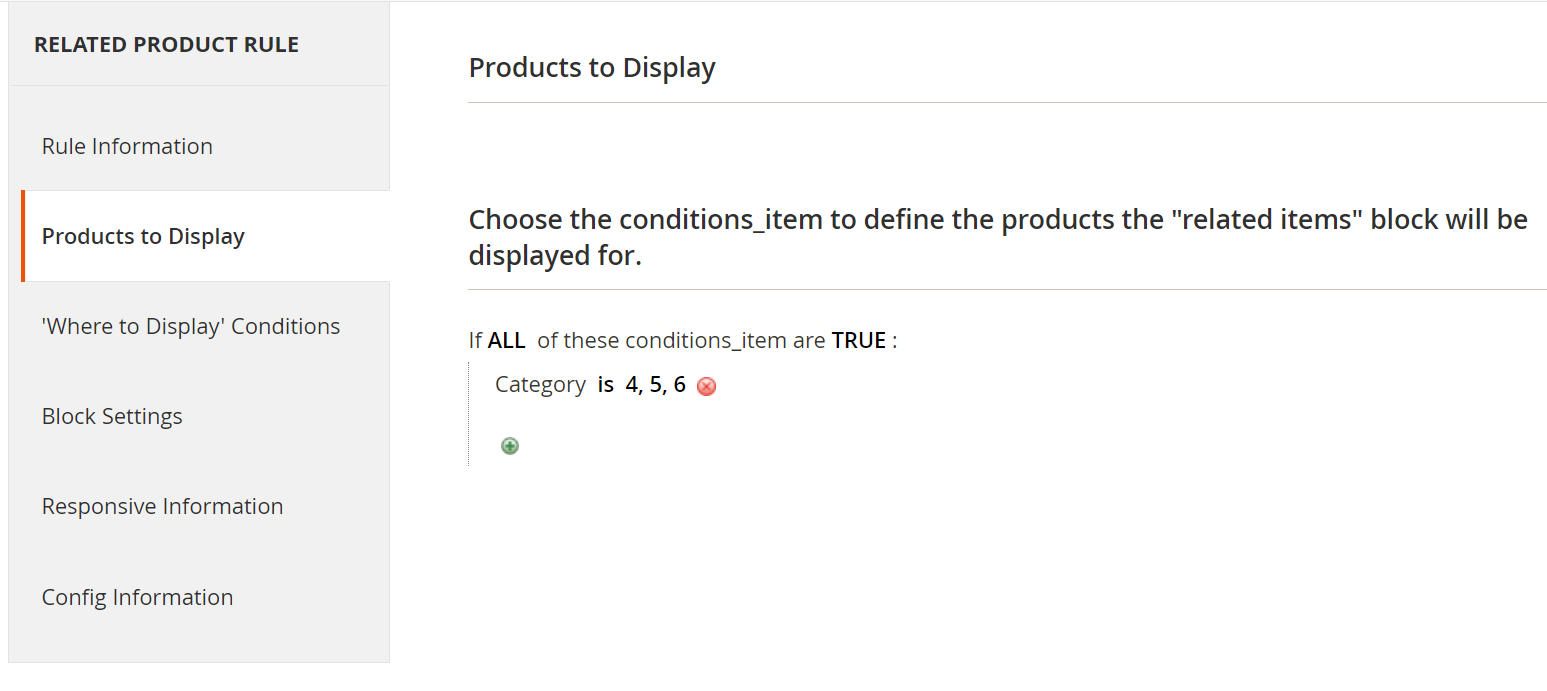 RELATED PRODUCT RULE
Rule Information
Products to Display
'Where to Display' Conditions
Block Settings
Responsive Information
Config Information
Products to Display
Choose the conditions_item to define the products the "related items" block will be
displayed for.
If ALL of these conditions_item are TRUE :
Category is 4, 5, 6